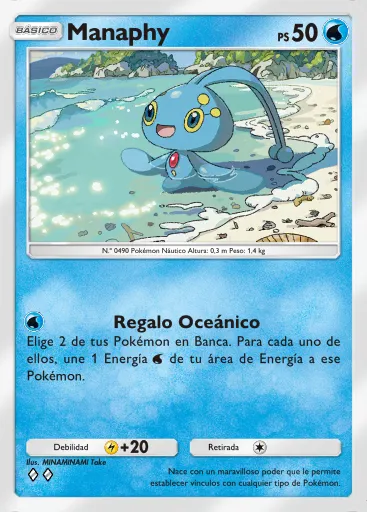 BÁSICO Manaphy PS 50
N.º 0490 Pokémon Náutico Altura: 0,3 m Peso: 1,4 kg
Regalo Oceánico
Elige 2 de tus Pokémon en Banca. Para cada uno de
ellos, une 1 Energía de tu área de Energía a ese
Pokémon.
Debilidad +20 Retirada
Ilus. MINAMINAMI Take
Nace con un maravilloso poder que le permite
establecer vínculos con cualquier tipo de Pokémon.